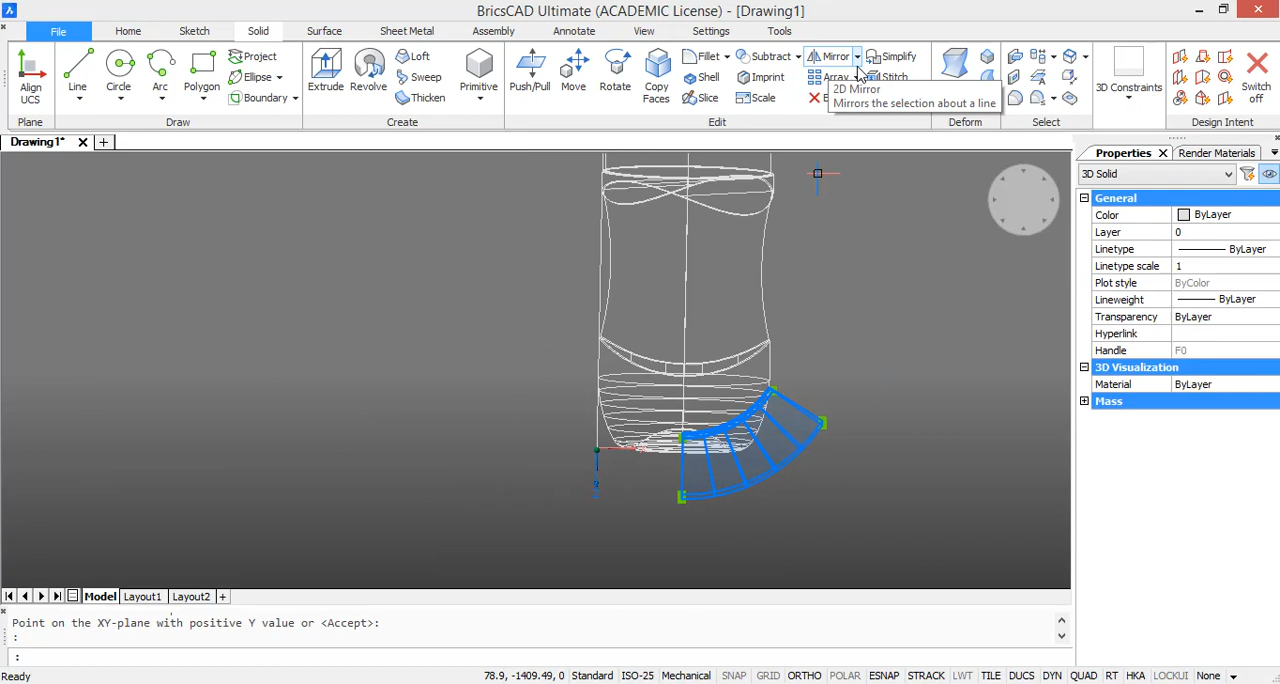 BricsCAD Ultimate (ACADEMIC License) - [Drawing1]
File Home Sketch Solid Surface Sheet Metal Assembly Annotate View Settings Tools
Align UCS
Line Circle Arc Polygon
Project
Ellipse
Boundary
Extrude Revolve
Loft
Sweep
Thicken
Primitive
Push/Pull Move Rotate Copy Faces
Fillet Subtract Mirror Simplify
Shell Imprint Array Stitch
Slice Scale
2D Mirror
Mirrors the selection about a line
3D Constraints
Switch off
Plane Draw Create Edit Deform Select Design Intent
Drawing1*
Properties Render Materials
3D Solid
General
Color ByLayer
Layer 0
Linetype ByLayer
Linetype scale 1
Plot style ByColor
Lineweight ByLayer
Transparency ByLayer
Hyperlink
Handle F0
3D Visualization
Material ByLayer
Mass
Model Layout1 Layout2 +
Point on the XY-plane with positive Y value or <Accept>:
:
:
Ready 78.9, -1409.49, 0 Standard ISO-25 Mechanical SNAP GRID ORTHO POLAR ESNAP STRACK LWT TILE DUCS DYN QUAD RT HKA LOCKUI None